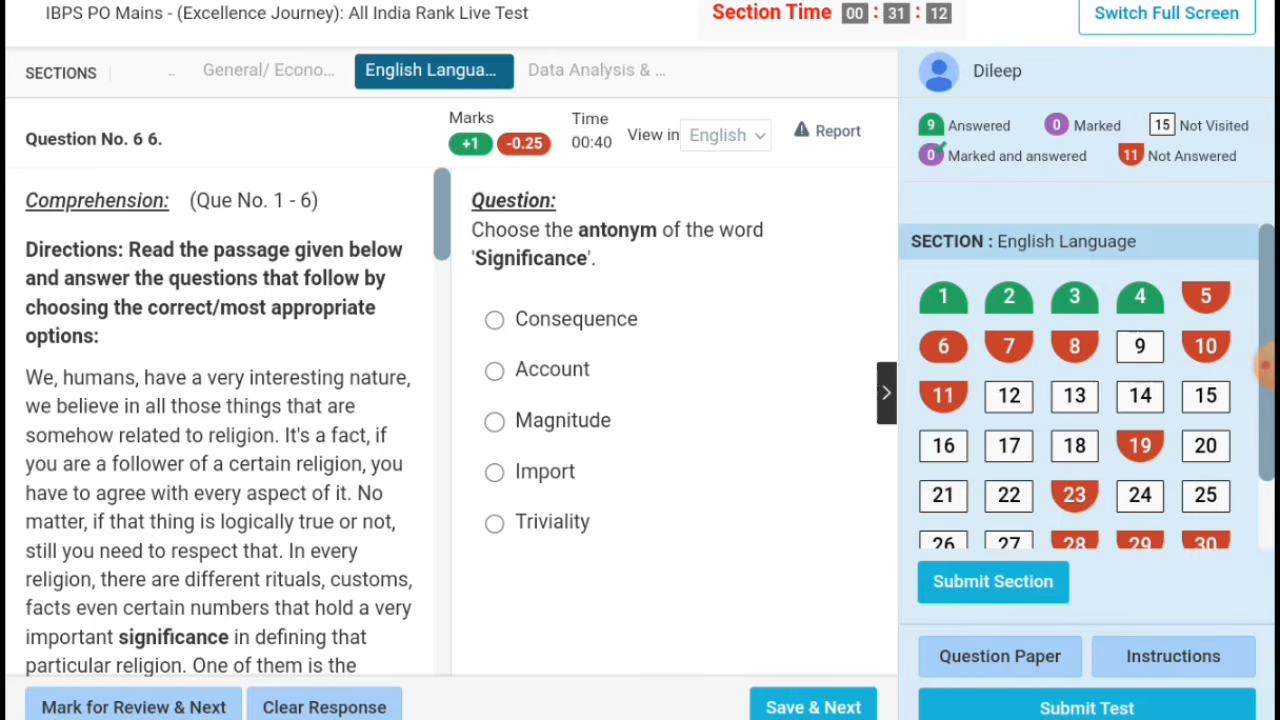 IBPS PO Mains - (Excellence Journey): All India Rank Live Test
Section Time 00 : 31 : 12
Switch Full Screen
SECTIONS
..
General/ Econo...
English Langua...
Data Analysis & ...
Question No. 6 6.
Marks
+1 -0.25
Time
00:40
View in English
Report
Comprehension: (Que No. 1 - 6)
Directions: Read the passage given below
and answer the questions that follow by
choosing the correct/most appropriate
options:
We, humans, have a very interesting nature,
we believe in all those things that are
somehow related to religion. It's a fact, if
you are a follower of a certain religion, you
have to agree with every aspect of it. No
matter, if that thing is logically true or not,
still you need to respect that. In every
religion, there are different rituals, customs,
facts even certain numbers that hold a very
important significance in defining that
particular religion. One of them is the
Question:
Choose the antonym of the word
'Significance'.
Consequence
Account
Magnitude
Import
Triviality
>
Mark for Review & Next
Clear Response
Save & Next
Dileep
9 Answered
0 Marked
15 Not Visited
0 Marked and answered
11 Not Answered
SECTION : English Language
1 2 3 4 5
6 7 8 9 10
11 12 13 14 15
16 17 18 19 20
21 22 23 24 25
26 27 28 29 30
Submit Section
Question Paper
Instructions
Submit Test